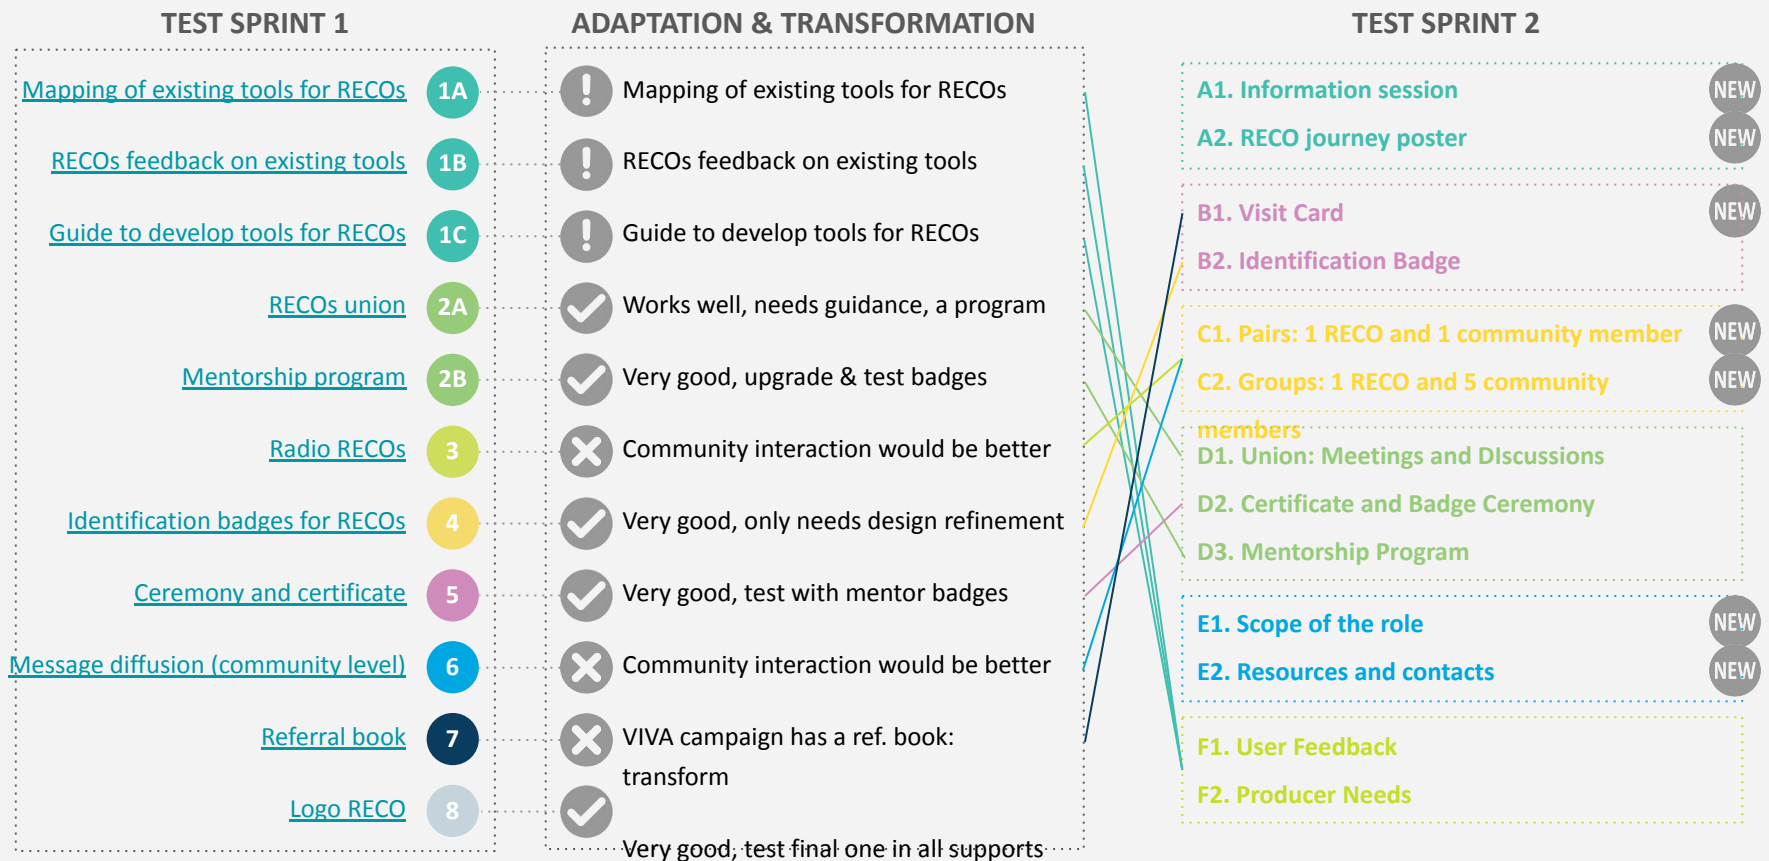 TEST SPRINT 1
Mapping of existing tools for RECOs
1A
RECOs feedback on existing tools
1B
Guide to develop tools for RECOs
1C
RECOs union
2A
Mentorship program
2B
Radio RECOs
3
Identification badges for RECOs
4
Ceremony and certificate
5
Message diffusion (community level)
6
Referral book
7
Logo RECO
8
ADAPTATION & TRANSFORMATION
Mapping of existing tools for RECOs
RECOs feedback on existing tools
Guide to develop tools for RECOs
Works well, needs guidance, a program
Very good, upgrade & test badges
Community interaction would be better
Very good, only needs design refinement
Very good, test with mentor badges
Community interaction would be better
VIVA campaign has a ref. book:
transform
Very good, test final one in all supports
TEST SPRINT 2
A1. Information session
NEW
A2. RECO journey poster
NEW
B1. Visit Card
NEW
B2. Identification Badge
C1. Pairs: 1 RECO and 1 community member
NEW
C2. Groups: 1 RECO and 5 community
NEW
members
D1. Union: Meetings and DIscussions
D2. Certificate and Badge Ceremony
D3. Mentorship Program
E1. Scope of the role
NEW
E2. Resources and contacts
NEW
F1. User Feedback
F2. Producer Needs